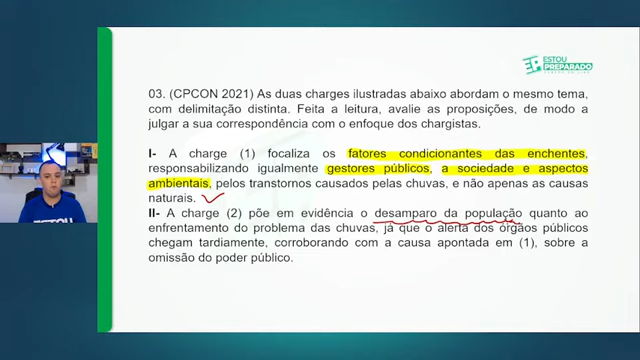 ESTOU
PREPARADO
03. (CPCON 2021) As duas charges ilustradas abaixo abordam o mesmo tema,
com delimitação distinta. Feita a leitura, avalie as proposições, de modo a
julgar a sua correspondência com o enfoque dos chargistas.
I- A charge (1) focaliza os fatores condicionantes das enchentes,
responsabilizando igualmente gestores públicos, a sociedade e aspectos
ambientais, pelos transtornos causados pelas chuvas, e não apenas as causas
naturais.
II- A charge (2) põe em evidência o desamparo da população quanto ao
enfrentamento do problema das chuvas, já que o alerta dos órgãos públicos
chegam tardiamente, corroborando com a causa apontada em (1), sobre a
omissão do poder público.